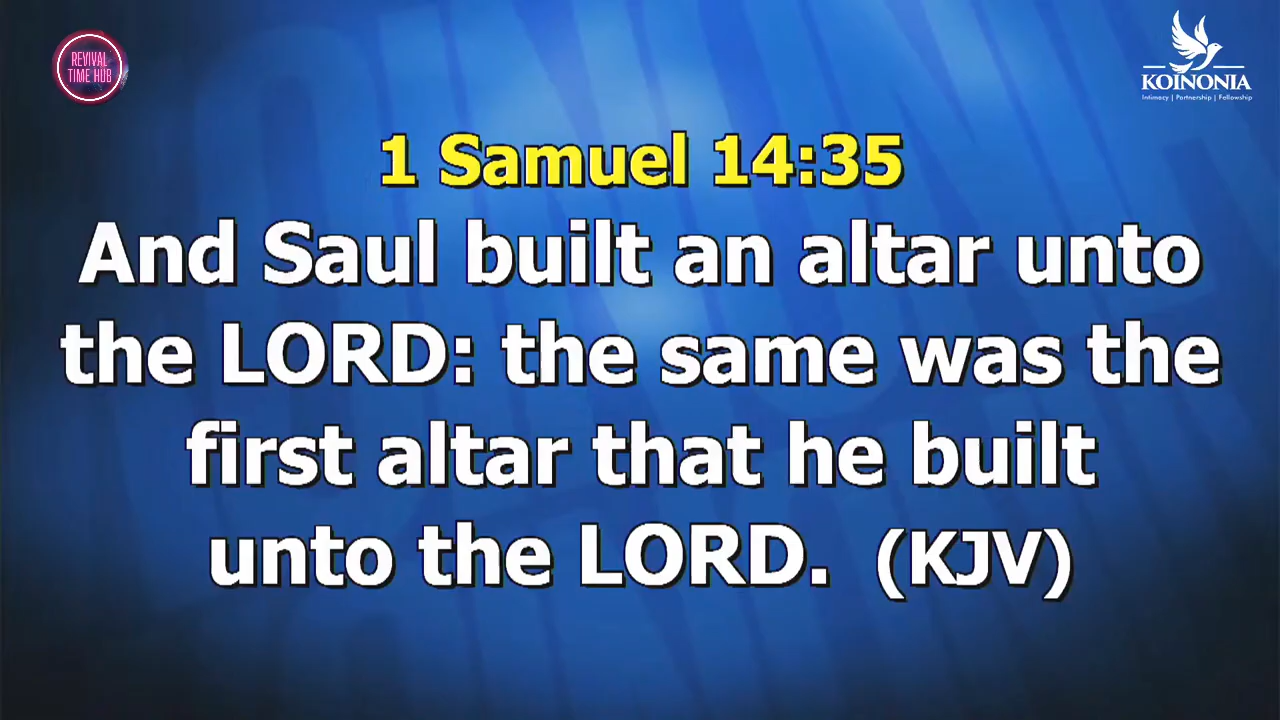 REVIVAL
TIME HUB
KOINONIA
Intimacy | Partnership | Fellowship
1 Samuel 14:35
And Saul built an altar unto
the LORD: the same was the
first altar that he built
unto the LORD. (KJV)